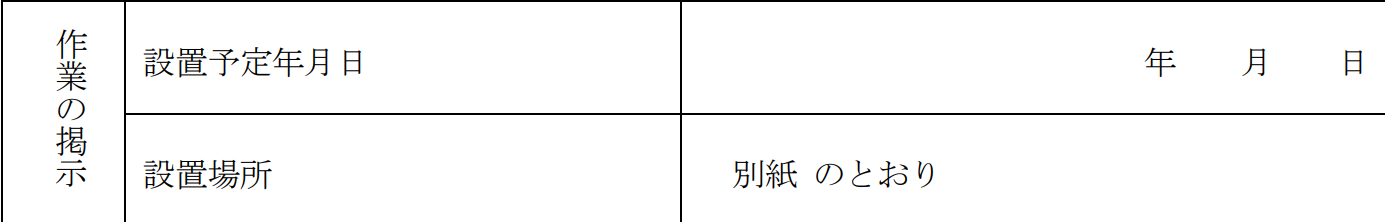 作業の掲示
設置予定年月日
年　　月　　日
設置場所
別紙 のとおり